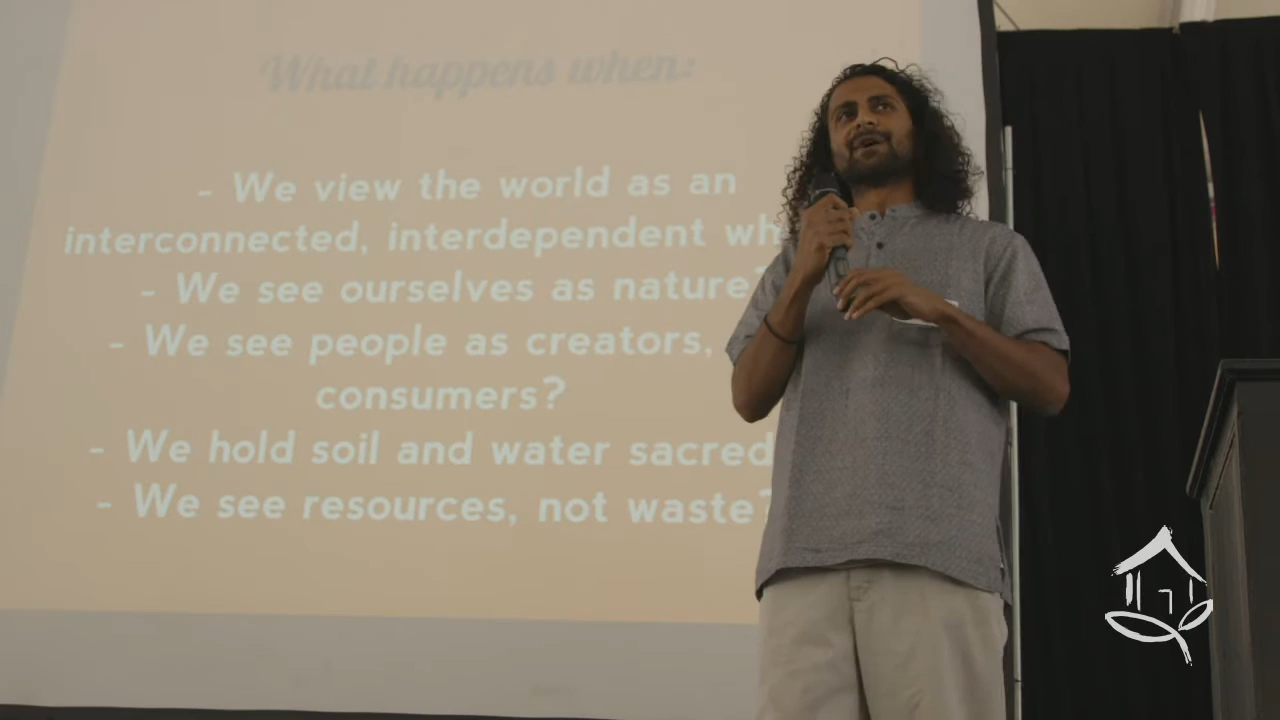 What happens when:
- We view the world as an
interconnected, interdependent wh
- We see ourselves as nature?
- We see people as creators,
consumers?
- We hold soil and water sacred
- We see resources, not waste?